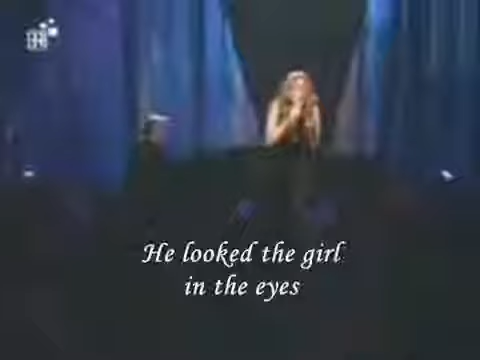 He looked the girl
in the eyes